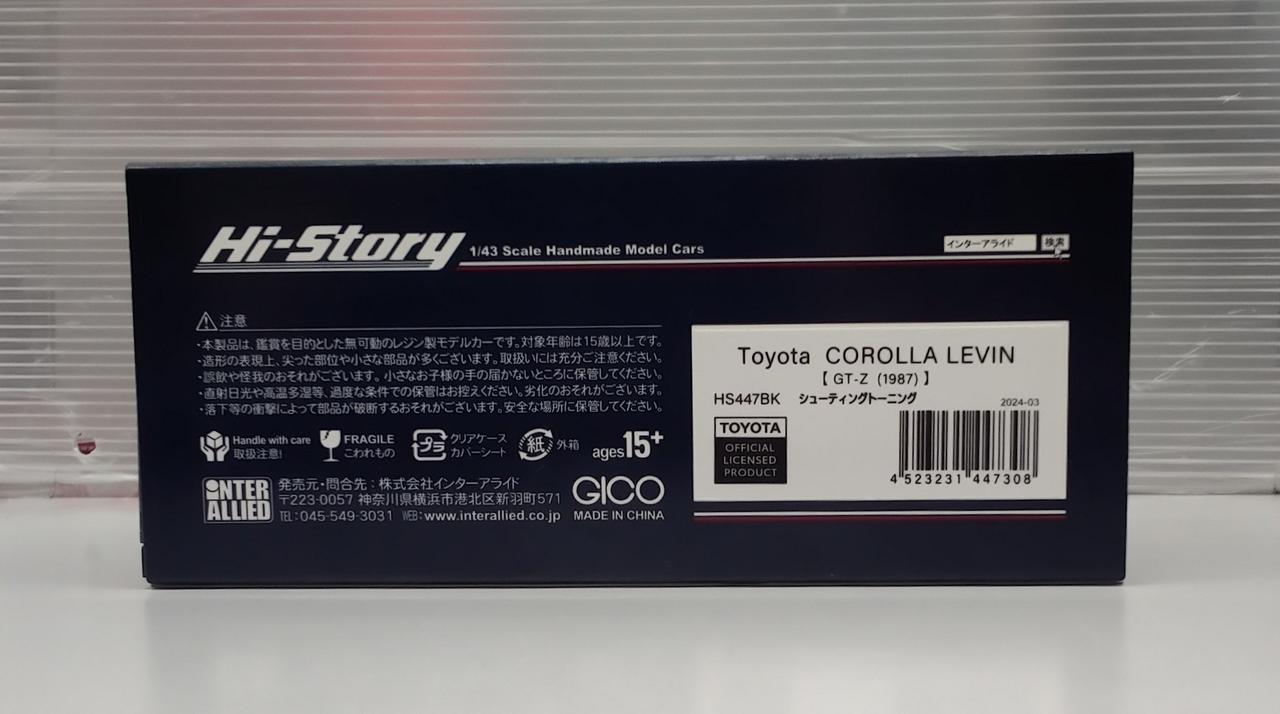 Hi-Story 1/43 Scale Handmade Model Cars
インターアライド 検索
注意
・本製品は、鑑賞を目的とした無可動のレジン製モデルカーです。対象年齢は15歳以上です。
・造形の表現上、尖った部位や小さな部品が多くございます。取扱いには充分ご注意ください。
・誤飲や怪我のおそれがございます。小さなお子様の手の届かないところに保管してください。
・直射日光や高温多湿等、過度な条件での保管はお控えください。劣化のおそれがございます。
・落下等の衝撃によって部品が破断するおそれがございます。安全な場所に保管してください。
Handle with care
取扱注意!
FRAGILE
こわれもの
プラ
クリアケース
カバーシート
紙
外箱
ages15+
INTER
ALLIED
発売元・問合先：株式会社インターアライド
〒223-0057 神奈川県横浜市港北区新羽町571
TEL:045-549-3031 WEB:www.interallied.co.jp
GICO
MADE IN CHINA
Toyota COROLLA LEVIN
【 GT-Z (1987) 】
HS447BK シューティングトーニング
2024-03
TOYOTA
OFFICIAL
LICENSED
PRODUCT
4 523231 447308